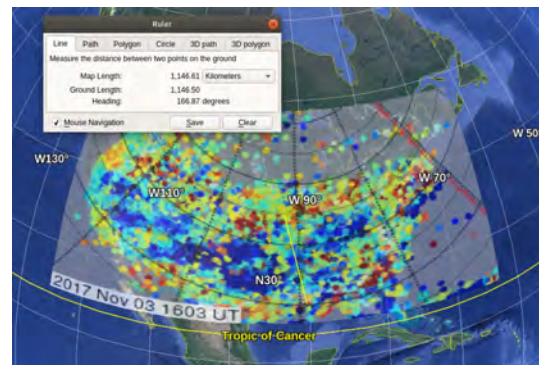 Ruler
Line Path Polygon Circle 3D path 3D polygon
Measure the distance between two points on the ground
Map Length: 1,146.61 Kilometers
Ground Length: 1,146.50
Heading: 166.87 degrees
Mouse Navigation Save Clear
W 50
W130°
W110° W 90° W 70°
N30°
2017 Nov 03 1603 UT
Tropic of Cancer